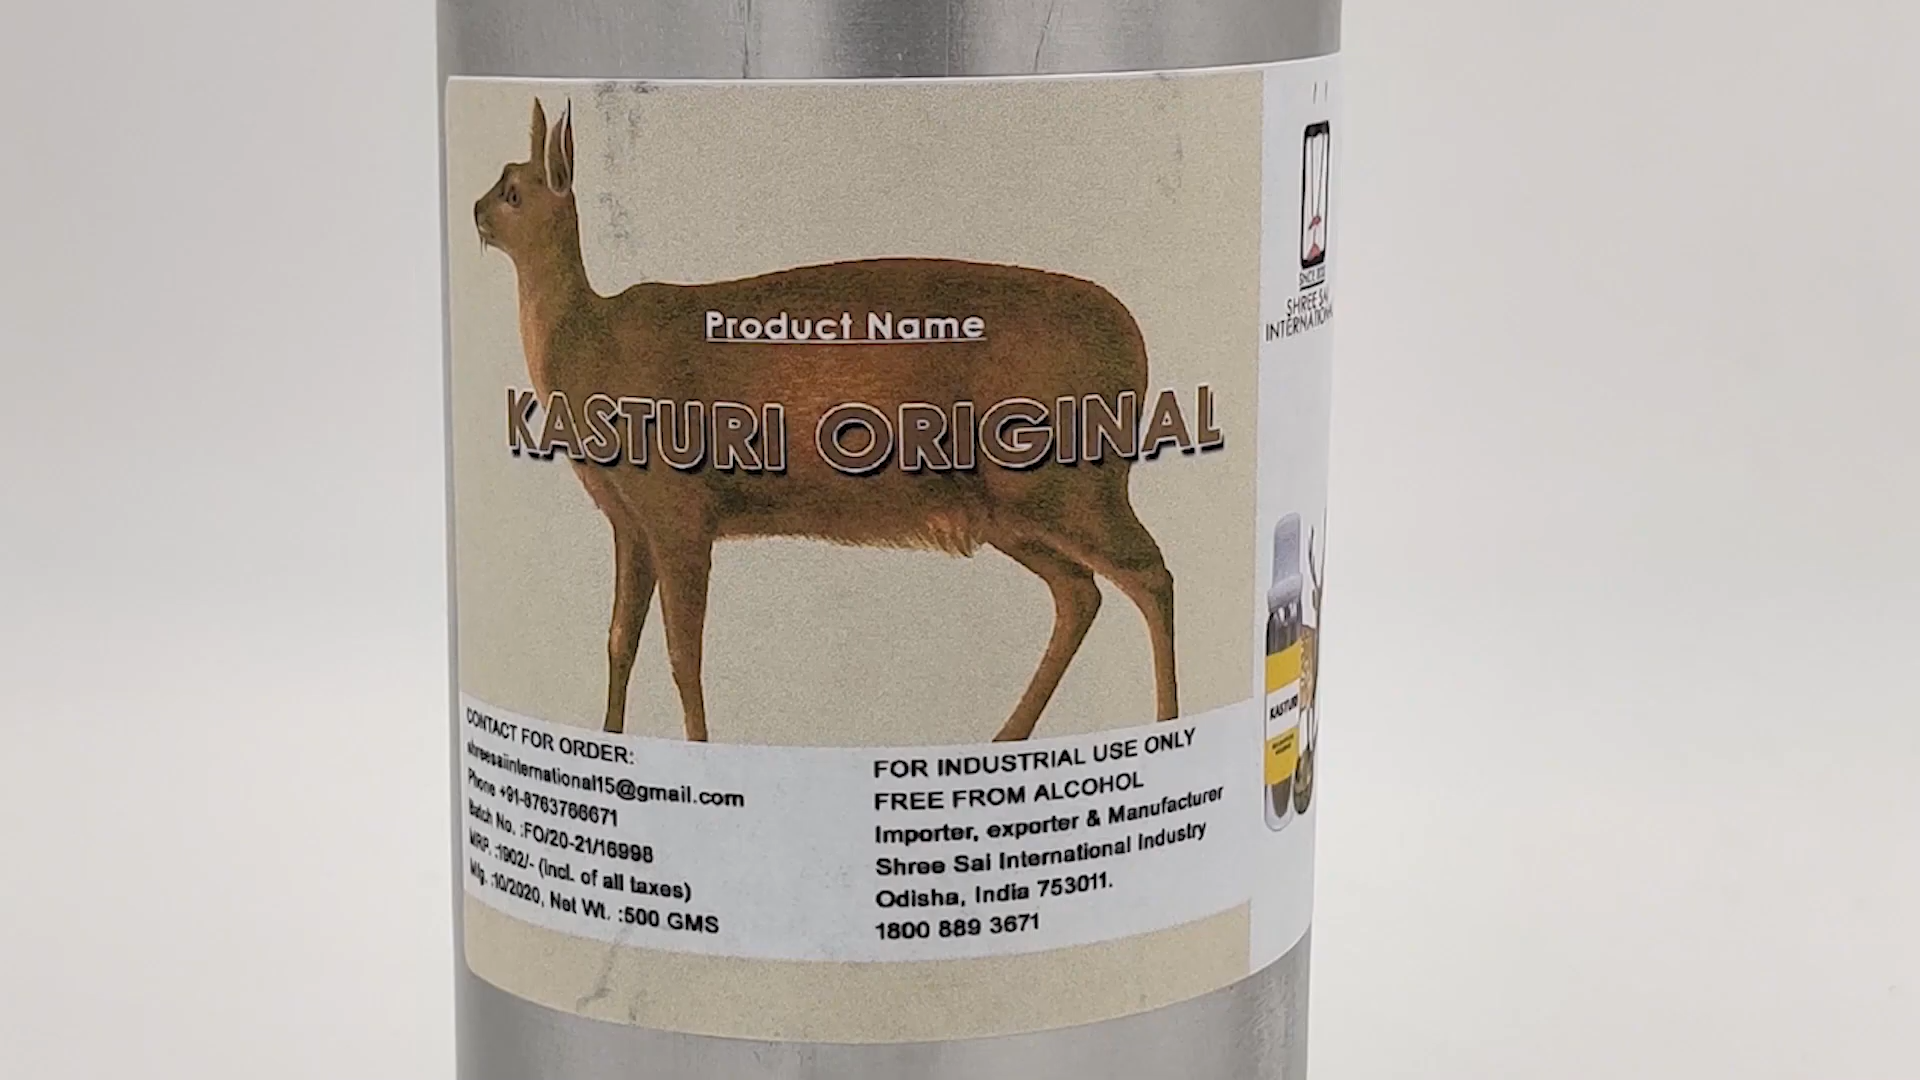 Product Name
KASTURI ORIGINAL
CONTACT FOR ORDER:
shreesaiinternational15@gmail.com
Phone +91-8763766671
Batch No. :FO/20-21/16998
MRP. :1902/- (incl. of all taxes)
Mfg. :10/2020, Net Wt. :500 GMS
FOR INDUSTRIAL USE ONLY
FREE FROM ALCOHOL
Importer, exporter & Manufacturer
Shree Sai International Industry
Odisha, India 753011.
1800 889 3671
SINCE
SHREE SAI
INTERNATIONAL
KASTURI